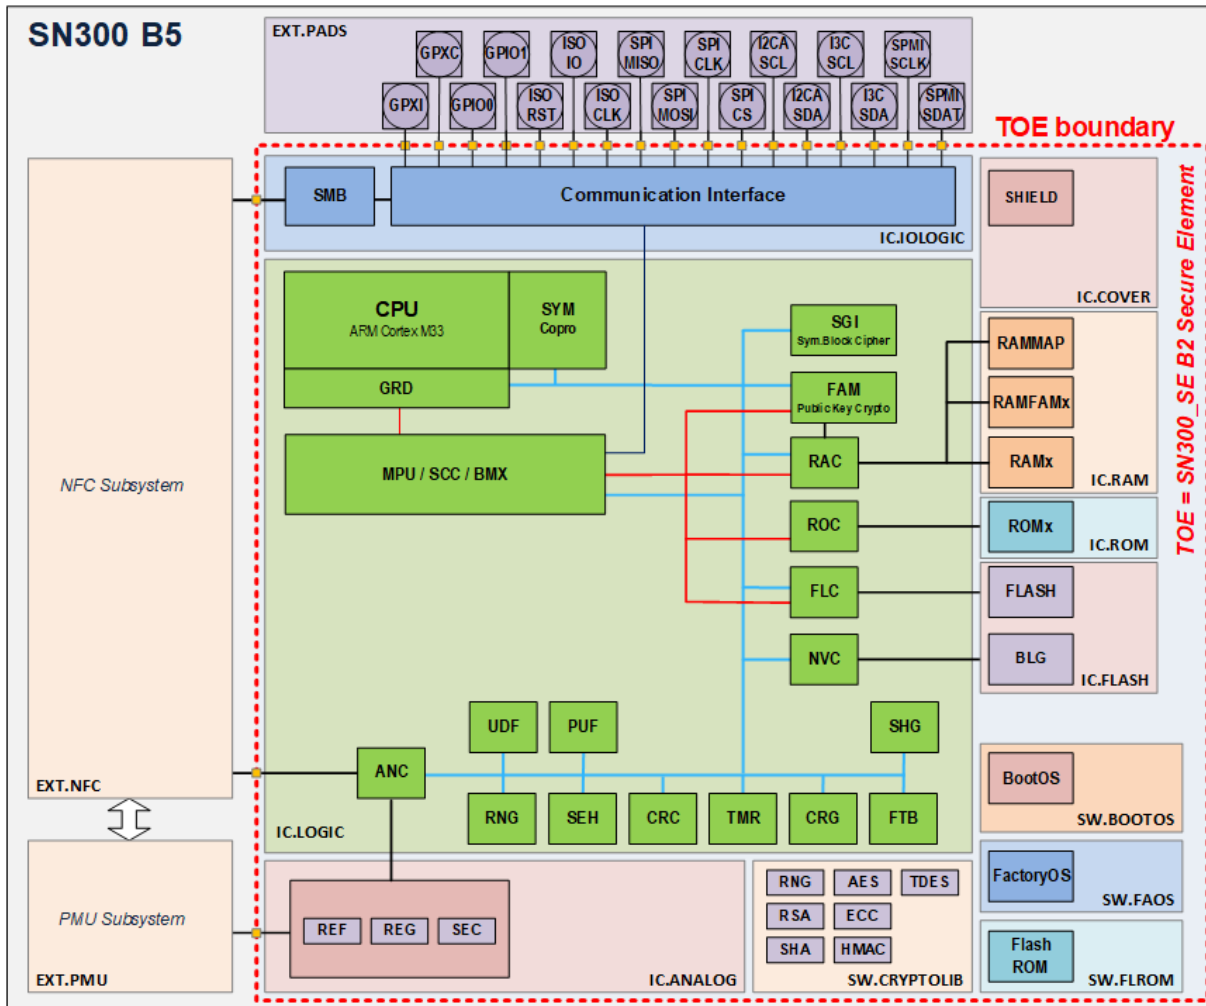 SN300 B5
EXT.PADS
GPXC
GPIO1
ISO
IO
SPI
MISO
SPI
CLK
I2CA
SCL
I3C
SCL
SPMI
SCLK
GPXI
GPIO0
ISO
RST
ISO
CLK
SPI
MOSI
SPI
CS
I2CA
SDA
I3C
SDA
SPMI
SDAT
TOE boundary
SMB
Communication Interface
IC.IOLOGIC
SHIELD
IC.COVER
TOE = SN300_SE B2 Secure Element
CPU
ARM Cortex M33
SYM
Copro
GRD
MPU / SCC / BMX
SGI
Sym.Block Cipher
FAM
Public Key Crypto
RAC
ROC
FLC
NVC
RAMMAP
RAMFAMx
RAMx
IC.RAM
ROMx
IC.ROM
FLASH
BLG
IC.FLASH
NFC Subsystem
EXT.NFC
UDF
PUF
SHG
ANC
RNG
SEH
CRC
TMR
CRG
FTB
IC.LOGIC
BootOS
SW.BOOTOS
PMU Subsystem
EXT.PMU
REF
REG
SEC
IC.ANALOG
RNG
AES
TDES
RSA
ECC
SHA
HMAC
SW.CRYPTOLIB
FactoryOS
SW.FAOS
Flash
ROM
SW.FLROM